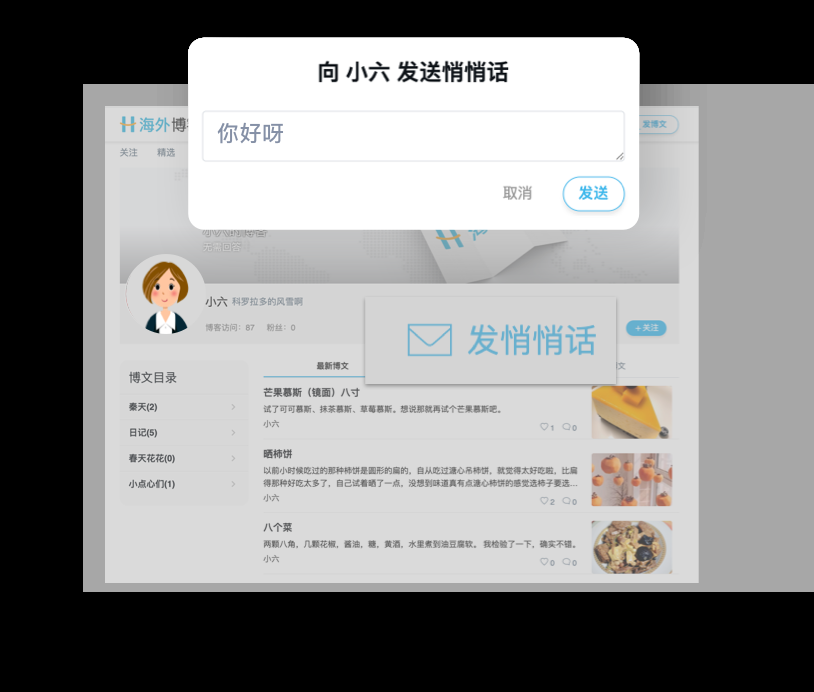 向 小六 发送悄悄话
你好呀
取消
发送
海外博
发博文
关注
精选
小六
科罗拉多的风雪啊
博客访问: 87
粉丝: 0
发悄悄话
+ 关注
博文目录
秦天(2)
日记(5)
春天花花(0)
小点心们(1)
最新博文
芒果慕斯（镜面）八寸
试了可可慕斯、抹茶慕斯、草莓慕斯。想说那就再试个芒果慕斯吧。
小六
1
0
晒柿饼
以前小时候吃过的那种柿饼是圆形的扁的，自从吃过溏心吊柿饼，就觉得太好吃啦，比扁
得那种好吃太多了，自己试着晒了一点，没想到味道真有点溏心柿饼的感觉选柿子要选...
小六
2
0
八个菜
两颗八角，几颗花椒，酱油，糖，黄酒，水里煮到油豆腐软。 我检验了一下，确实不错。
小六
0
0